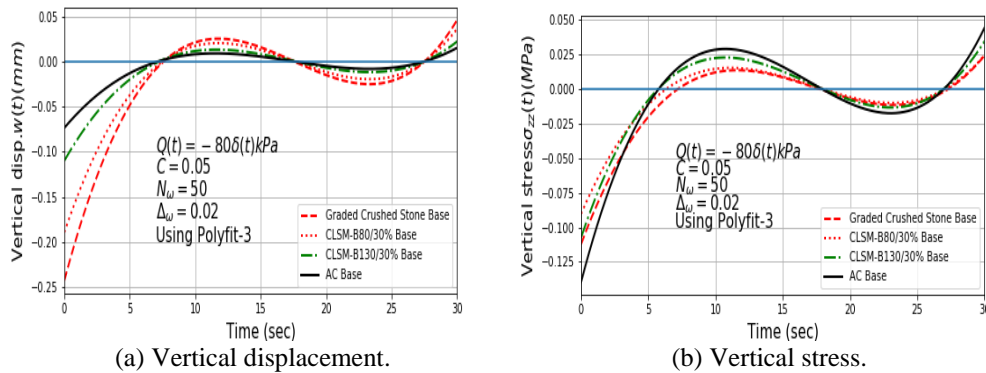 0.05
0.00
−0.05
−0.10
−0.15
−0.20
−0.25
Vertical disp.w(t)(mm)
Q(t) = −80δ(t)kPa
C = 0.05
N_ω = 50
Δ_ω = 0.02
Using Polyfit-3
Graded Crushed Stone Base
CLSM-B80/30% Base
CLSM-B130/30% Base
AC Base
0 5 10 15 20 25 30
Time (sec)
(a) Vertical displacement.
0.050
0.025
0.000
−0.025
−0.050
−0.075
−0.100
−0.125
Vertical stressσ_zz(t)(MPa)
Q(t) = −80δ(t)kPa
C = 0.05
N_ω = 50
Δ_ω = 0.02
Using Polyfit-3
Graded Crushed Stone Base
CLSM-B80/30% Base
CLSM-B130/30% Base
AC Base
0 5 10 15 20 25 30
Time (sec)
(b) Vertical stress.